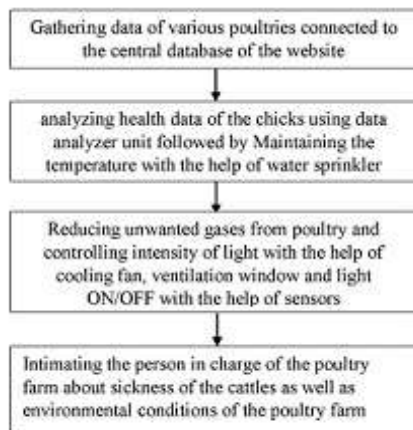 Gathering data of various poultries connected to
the central database of the website
analyzing health data of the chicks using data
analyzer unit followed by Maintaining the
temperature with the help of water sprinkler
Reducing unwanted gases from poultry and
controlling intensity of light with the help of
cooling fan, ventilation window and light
ON/OFF with the help of sensors
Intimating the person in charge of the poultry
farm about sickness of the cattles as well as
environmental conditions of the poultry farm